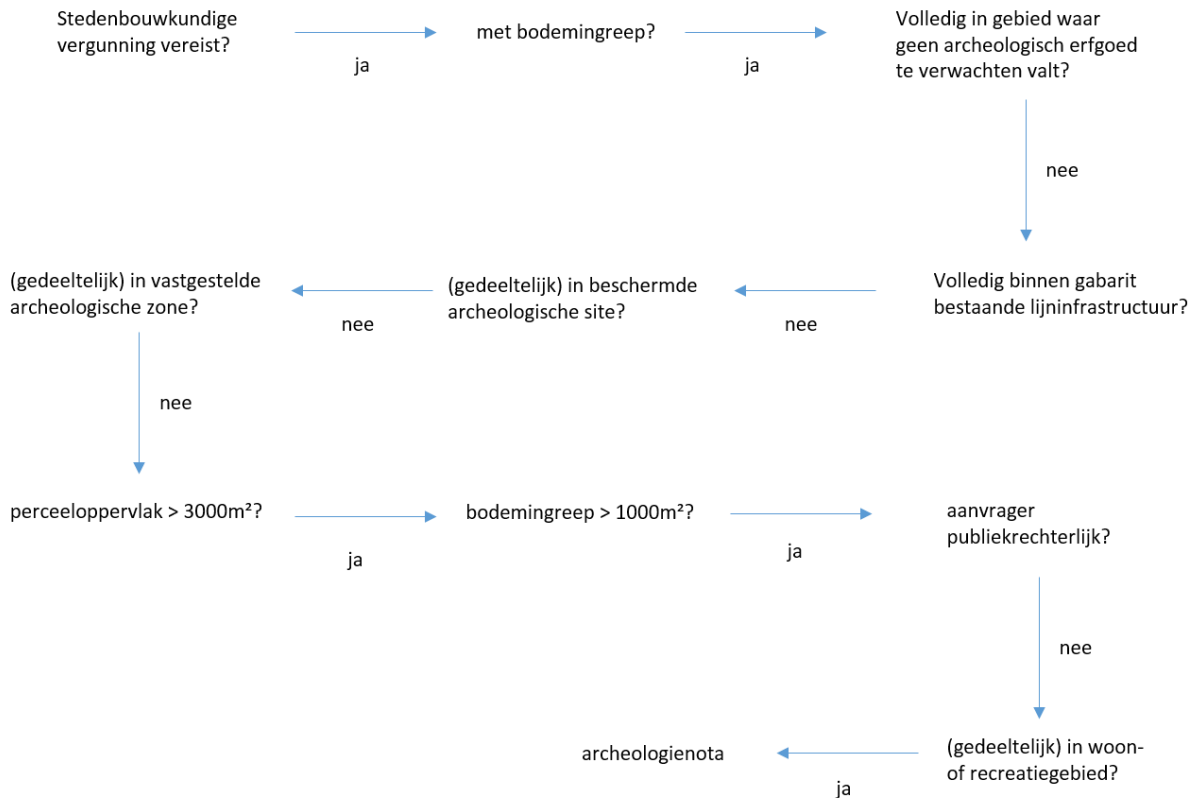 Stedenbouwkundige
vergunning vereist?
ja
met bodemingreep?
ja
Volledig in gebied waar
geen archeologisch erfgoed
te verwachten valt?
nee
Volledig binnen gabarit
bestaande lijninfrastructuur?
nee
(gedeeltelijk) in beschermde
archeologische site?
nee
(gedeeltelijk) in vastgestelde
archeologische zone?
nee
perceeloppervlak > 3000m²?
ja
bodemingreep > 1000m²?
ja
aanvrager
publiekrechterlijk?
nee
(gedeeltelijk) in woon-
of recreatiegebied?
ja
archeologienota